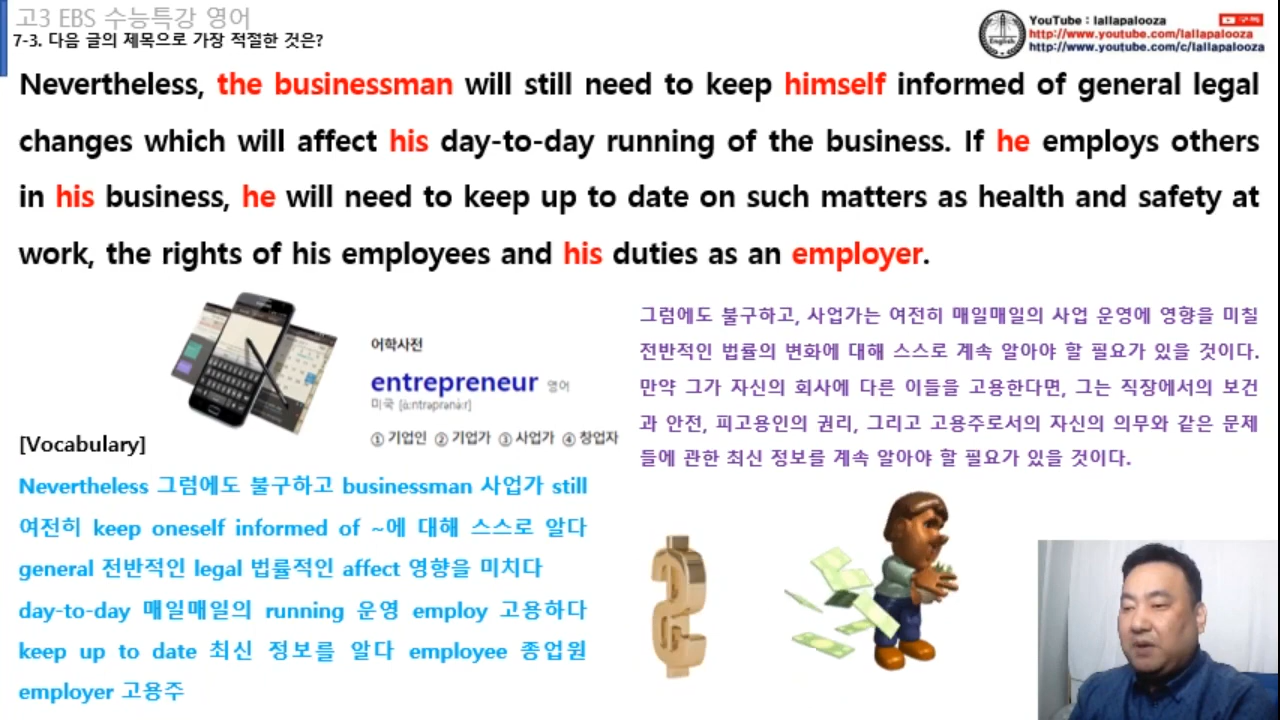 고3 EBS 수능특강 영어
7-3. 다음 글의 제목으로 가장 적절한 것은?
YouTube : lallapalooza
구독
http://www.youtube.com/lallapalooza
http://www.youtube.com/c/lallapalooza
English
Nevertheless, the businessman will still need to keep himself informed of general legal
changes which will affect his day-to-day running of the business. If he employs others
in his business, he will need to keep up to date on such matters as health and safety at
work, the rights of his employees and his duties as an employer.
어학사전
entrepreneur 영어
미국 [ὰ:ntrəprənə́:r]
① 기업인 ② 기업가 ③ 사업가 ④ 창업자
그럼에도 불구하고, 사업가는 여전히 매일매일의 사업 운영에 영향을 미칠
전반적인 법률의 변화에 대해 스스로 계속 알아야 할 필요가 있을 것이다.
만약 그가 자신의 회사에 다른 이들을 고용한다면, 그는 직장에서의 보건
과 안전, 피고용인의 권리, 그리고 고용주로서의 자신의 의무와 같은 문제
들에 관한 최신 정보를 계속 알아야 할 필요가 있을 것이다.
[Vocabulary]
Nevertheless 그럼에도 불구하고 businessman 사업가 still
여전히 keep oneself informed of ~에 대해 스스로 알다
general 전반적인 legal 법률적인 affect 영향을 미치다
day-to-day 매일매일의 running 운영 employ 고용하다
keep up to date 최신 정보를 알다 employee 종업원
employer 고용주